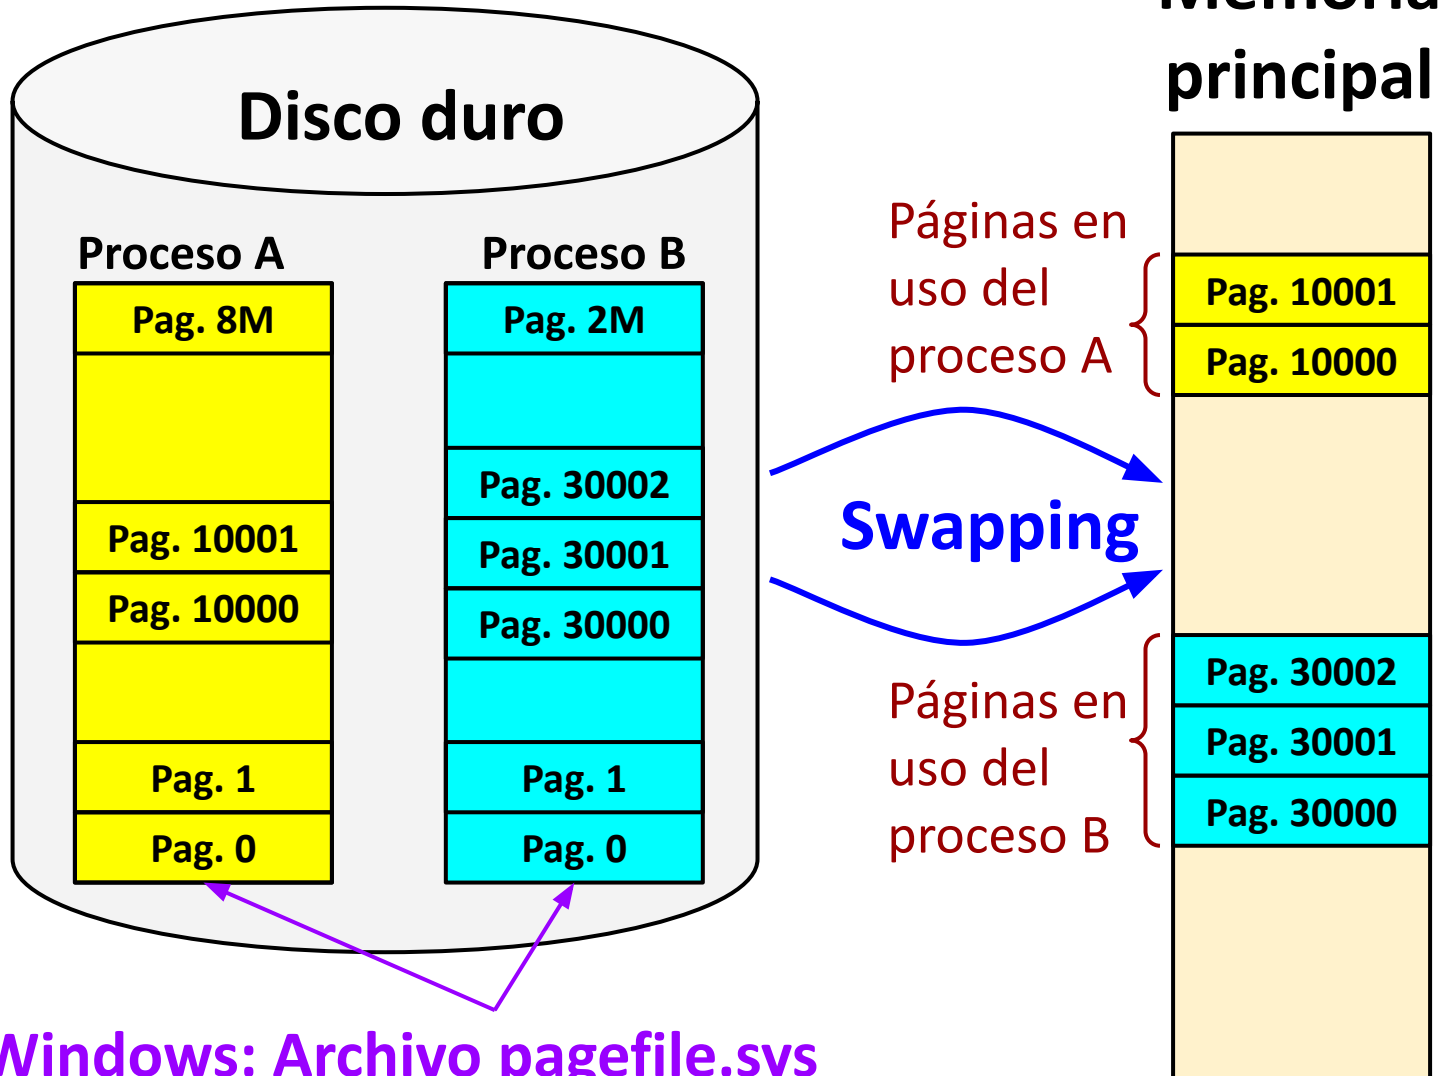 Memoria
principal
Disco duro
Proceso A
Pag. 8M
Pag. 10001
Pag. 10000
Pag. 1
Pag. 0
Proceso B
Pag. 2M
Pag. 30002
Pag. 30001
Pag. 30000
Pag. 1
Pag. 0
Páginas en
uso del
proceso A
Swapping
Páginas en
uso del
proceso B
Pag. 10001
Pag. 10000
Pag. 30002
Pag. 30001
Pag. 30000
Windows: Archivo pagefile.sys